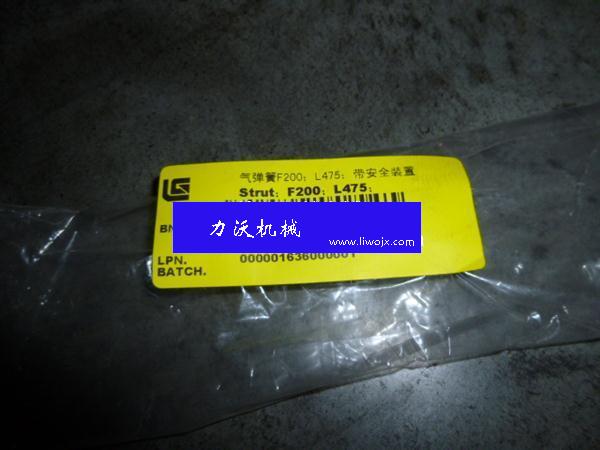 气弹簧F200；L475；带安全装置
Strut；F200；L475；
BN
力沃机械
www.liwojx.com
LPN. 000001636000001
BATCH.